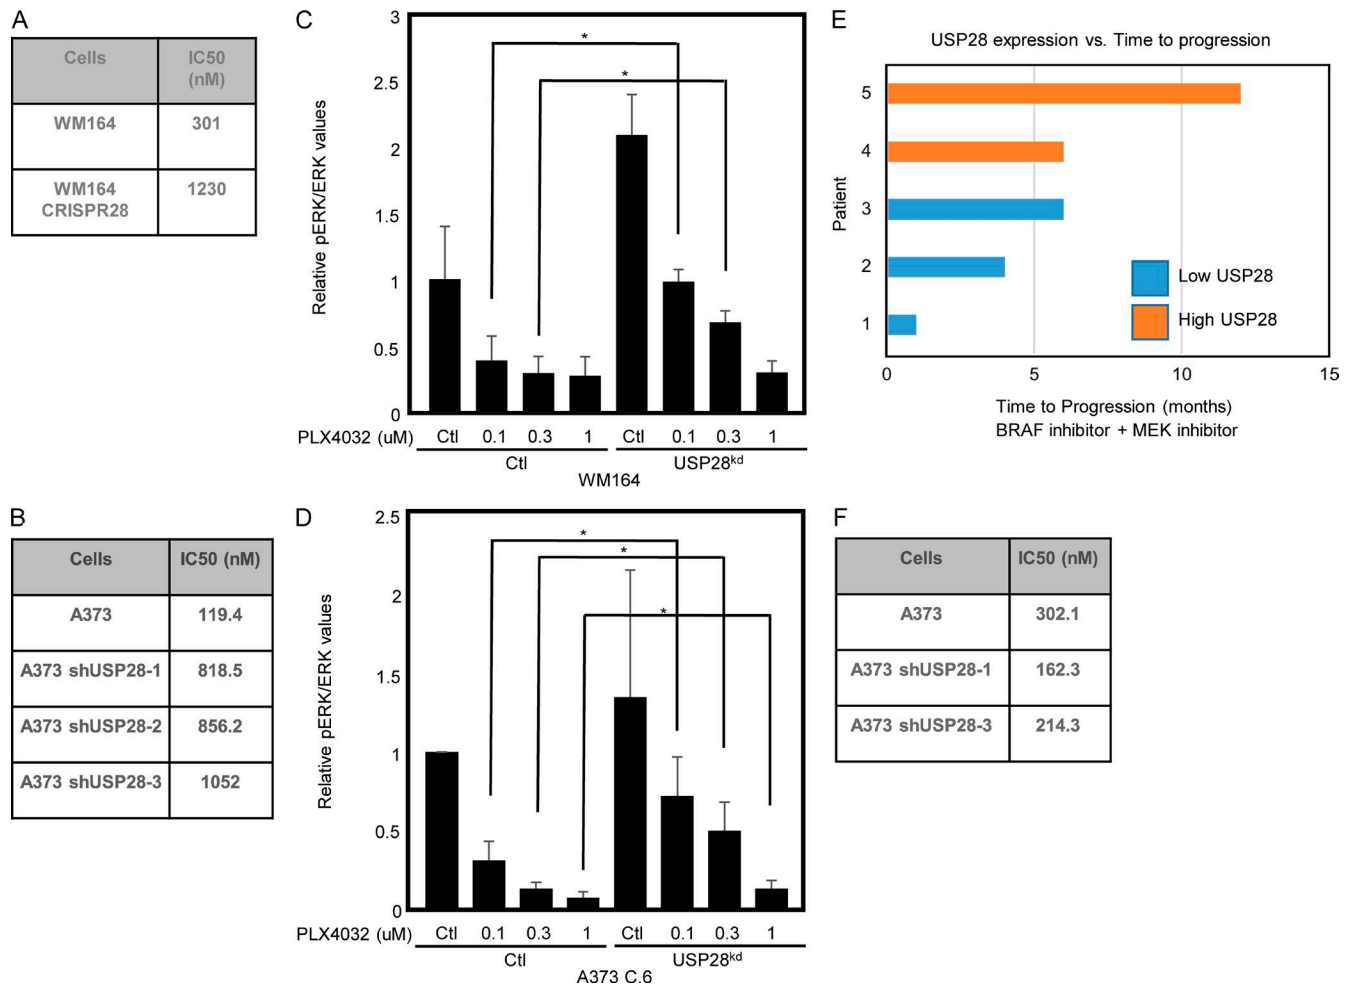 A
Cells IC50
(nM)
WM164 301
WM164
CRISPR28 1230
B
Cells IC50 (nM)
A373 119.4
A373 shUSP28-1 818.5
A373 shUSP28-2 856.2
A373 shUSP28-3 1052
C
Relative pERK/ERK values
3
2.5
2
1.5
1
0.5
0
*
*
PLX4032 (uM) Ctl 0.1 0.3 1 Ctl 0.1 0.3 1
Ctl USP28kd
WM164
D
Relative pERK/ERK values
2.5
2
1.5
1
0.5
0
*
*
*
PLX4032 (uM) Ctl 0.1 0.3 1 Ctl 0.1 0.3 1
Ctl USP28kd
A373 C.6
E
USP28 expression vs. Time to progression
Patient
5
4
3
2
1
Low USP28
High USP28
0 5 10 15
Time to Progression (months)
BRAF inhibitor + MEK inhibitor
F
Cells IC50 (nM)
A373 302.1
A373 shUSP28-1 162.3
A373 shUSP28-3 214.3